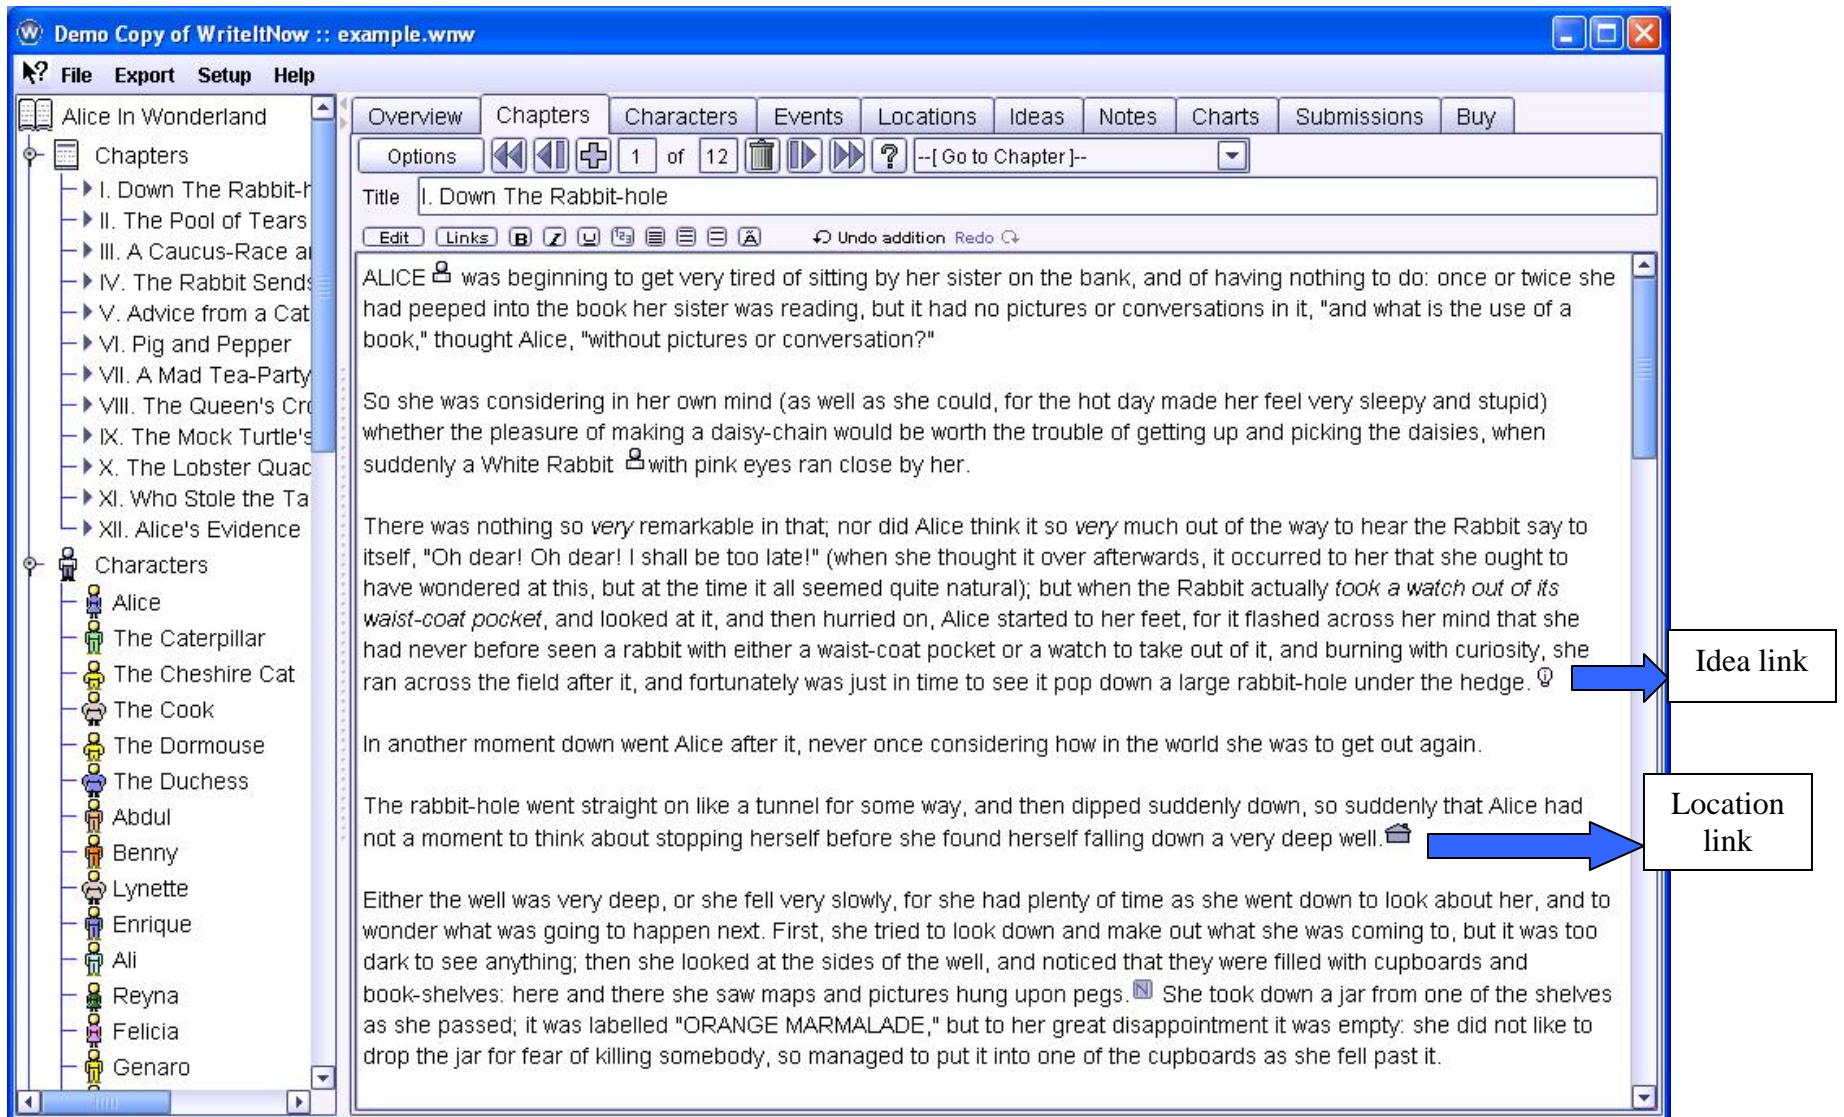 Demo Copy of WriteItNow :: example.wnw
File Export Setup Help
Alice In Wonderland
Chapters
I. Down The Rabbit-h
II. The Pool of Tears
III. A Caucus-Race a
IV. The Rabbit Sends
V. Advice from a Cat
VI. Pig and Pepper
VII. A Mad Tea-Party
VIII. The Queen's Cro
IX. The Mock Turtle's
X. The Lobster Quac
XI. Who Stole the Ta
XII. Alice's Evidence
Characters
Alice
The Caterpillar
The Cheshire Cat
The Cook
The Dormouse
The Duchess
Abdul
Benny
Lynette
Enrique
Ali
Reyna
Felicia
Genaro
Overview Chapters Characters Events Locations Ideas Notes Charts Submissions Buy
Options 1 of 12 ? --[ Go to Chapter ]--
Title I. Down The Rabbit-hole
Edit Links B I U Undo addition Redo
ALICE was beginning to get very tired of sitting by her sister on the bank, and of having nothing to do: once or twice she
had peeped into the book her sister was reading, but it had no pictures or conversations in it, "and what is the use of a
book," thought Alice, "without pictures or conversation?"
So she was considering in her own mind (as well as she could, for the hot day made her feel very sleepy and stupid)
whether the pleasure of making a daisy-chain would be worth the trouble of getting up and picking the daisies, when
suddenly a White Rabbit with pink eyes ran close by her.
There was nothing so very remarkable in that; nor did Alice think it so very much out of the way to hear the Rabbit say to
itself, "Oh dear! Oh dear! I shall be too late!" (when she thought it over afterwards, it occurred to her that she ought to
have wondered at this, but at the time it all seemed quite natural); but when the Rabbit actually took a watch out of its
waist-coat pocket, and looked at it, and then hurried on, Alice started to her feet, for it flashed across her mind that she
had never before seen a rabbit with either a waist-coat pocket or a watch to take out of it, and burning with curiosity, she
ran across the field after it, and fortunately was just in time to see it pop down a large rabbit-hole under the hedge.
In another moment down went Alice after it, never once considering how in the world she was to get out again.
The rabbit-hole went straight on like a tunnel for some way, and then dipped suddenly down, so suddenly that Alice had
not a moment to think about stopping herself before she found herself falling down a very deep well.
Either the well was very deep, or she fell very slowly, for she had plenty of time as she went down to look about her, and to
wonder what was going to happen next. First, she tried to look down and make out what she was coming to, but it was too
dark to see anything; then she looked at the sides of the well, and noticed that they were filled with cupboards and
book-shelves: here and there she saw maps and pictures hung upon pegs. N She took down a jar from one of the shelves
as she passed; it was labelled "ORANGE MARMALADE," but to her great disappointment it was empty: she did not like to
drop the jar for fear of killing somebody, so managed to put it into one of the cupboards as she fell past it.
Idea link
Location
link